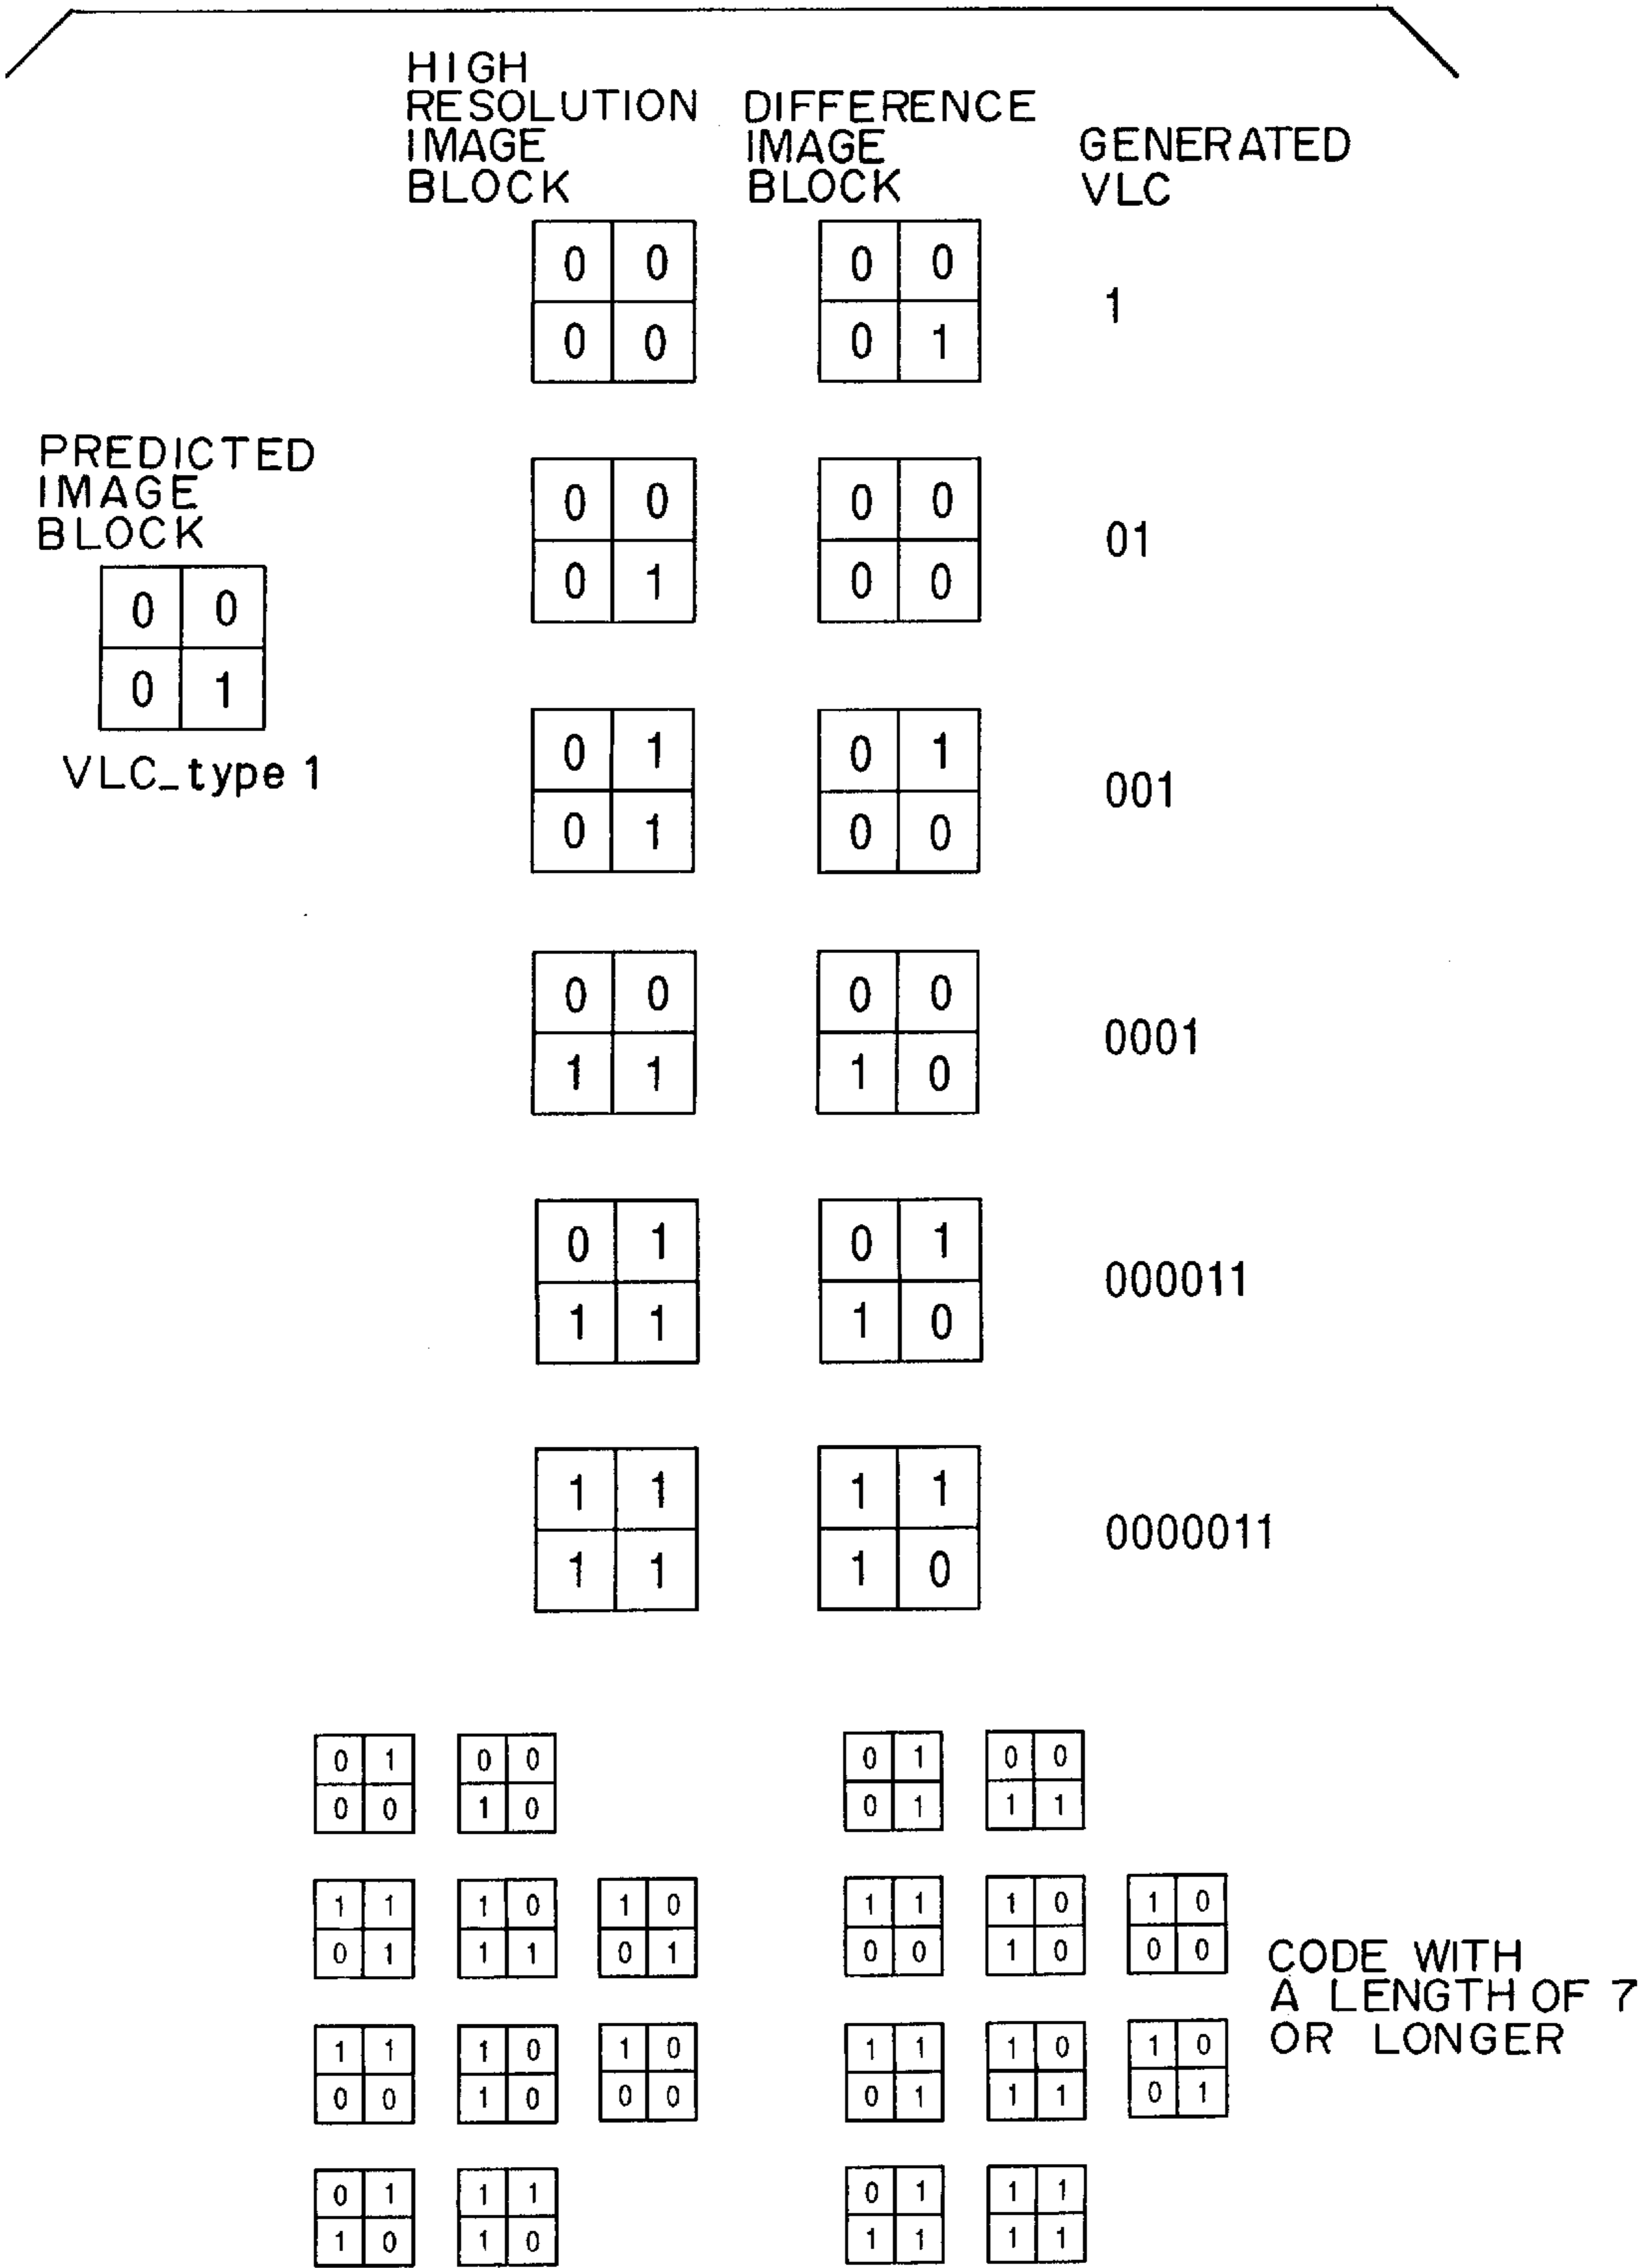 HIGH
RESOLUTION
IMAGE
BLOCK
DIFFERENCE
IMAGE
BLOCK
GENERATED
VLC
0 0 0 0
1
0 0 0 1
PREDICTED
IMAGE
BLOCK
0 0
0 1
VLC_type 1
0 0 0 0
01
0 1 0 0
0 1 0 1
001
0 1 0 0
0 0 0 0
0001
1 1 1 0
0 1 0 1
000011
1 1 1 0
1 1 1 1
0000011
1 1 1 0
0 1 0 0 0 1 0 0
0 0 1 0 0 1 1 1
1 1 1 0 1 0 1 1 1 0 1 0
0 1 1 1 0 1 0 0 1 0 0 0
CODE WITH
A LENGTH OF 7
OR LONGER
1 1 1 0 1 0 1 1 1 0 1 0
0 0 1 0 0 0 0 1 1 1 0 1
0 1 1 1 0 1 1 1
1 0 1 0 1 1 1 1